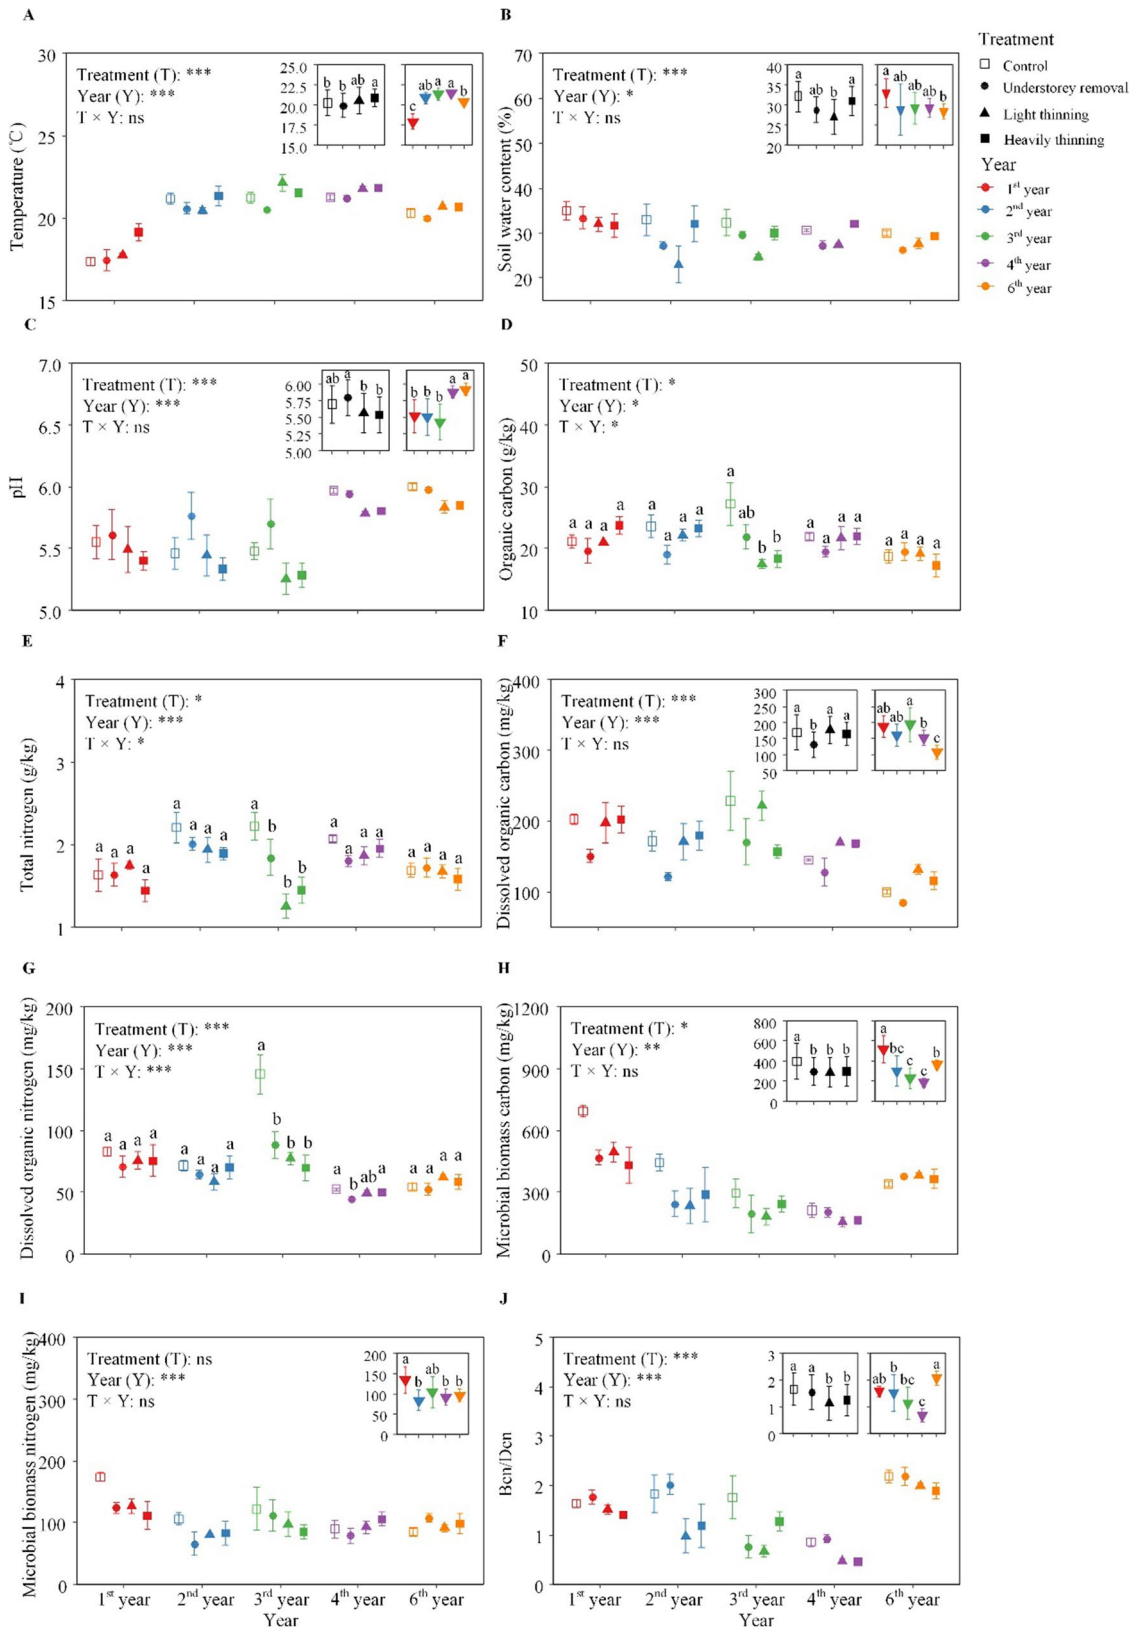 A
B
Treatment
Control
Understorey removal
Light thinning
Heavily thinning
Year
1st year
2nd year
3rd year
4th year
6th year
Temperature (℃)
30
25
20
15
Treatment (T): ***
Year (Y): ***
T × Y: ns
25.0
22.5
20.0
17.5
15.0
b b ab a
c ab a a b
Soil water content (%)
70
60
50
40
30
20
Treatment (T): ***
Year (Y): *
T × Y: ns
40
35
30
25
20
a ab b a
a ab ab ab b
C
D
pH
7.0
6.5
6.0
5.5
5.0
Treatment (T): ***
Year (Y): ***
T × Y: ns
6.00
5.75
5.50
5.25
5.00
ab a b b
b b b a a
Organic carbon (g/kg)
50
40
30
20
10
Treatment (T): *
Year (Y): *
T × Y: *
a a a a
a a a a
a ab b b
a a a a
a a a a
E
F
Total nitrogen (g/kg)
4
3
2
1
Treatment (T): *
Year (Y): ***
T × Y: *
a a a a
a a a a
a b b b
a a a a
a a a a
Dissolved organic carbon (mg/kg)
400
300
200
100
Treatment (T): ***
Year (Y): ***
T × Y: ns
300
250
200
150
100
50
a b a a
ab ab a b c
G
H
Dissolved organic nitrogen (mg/kg)
200
150
100
50
0
Treatment (T): ***
Year (Y): ***
T × Y: ***
a a a a
a a a a
a b b b
a b ab a
a a a a
Microbial biomass carbon (mg/kg)
1200
900
600
300
0
Treatment (T): *
Year (Y): **
T × Y: ns
800
600
400
200
0
a b b b
a bc c c b
I
J
Microbial biomass nitrogen (mg/kg)
400
300
200
100
0
Treatment (T): ns
Year (Y): ***
T × Y: ns
200
150
100
50
0
a b ab b b
1st year 2nd year 3rd year 4th year 6th year
Year
Bcn/Dcn
5
4
3
2
1
0
Treatment (T): ***
Year (Y): ***
T × Y: ns
3
2
1
0
a a b b
ab b bc c a
1st year 2nd year 3rd year 4th year 6th year
Year